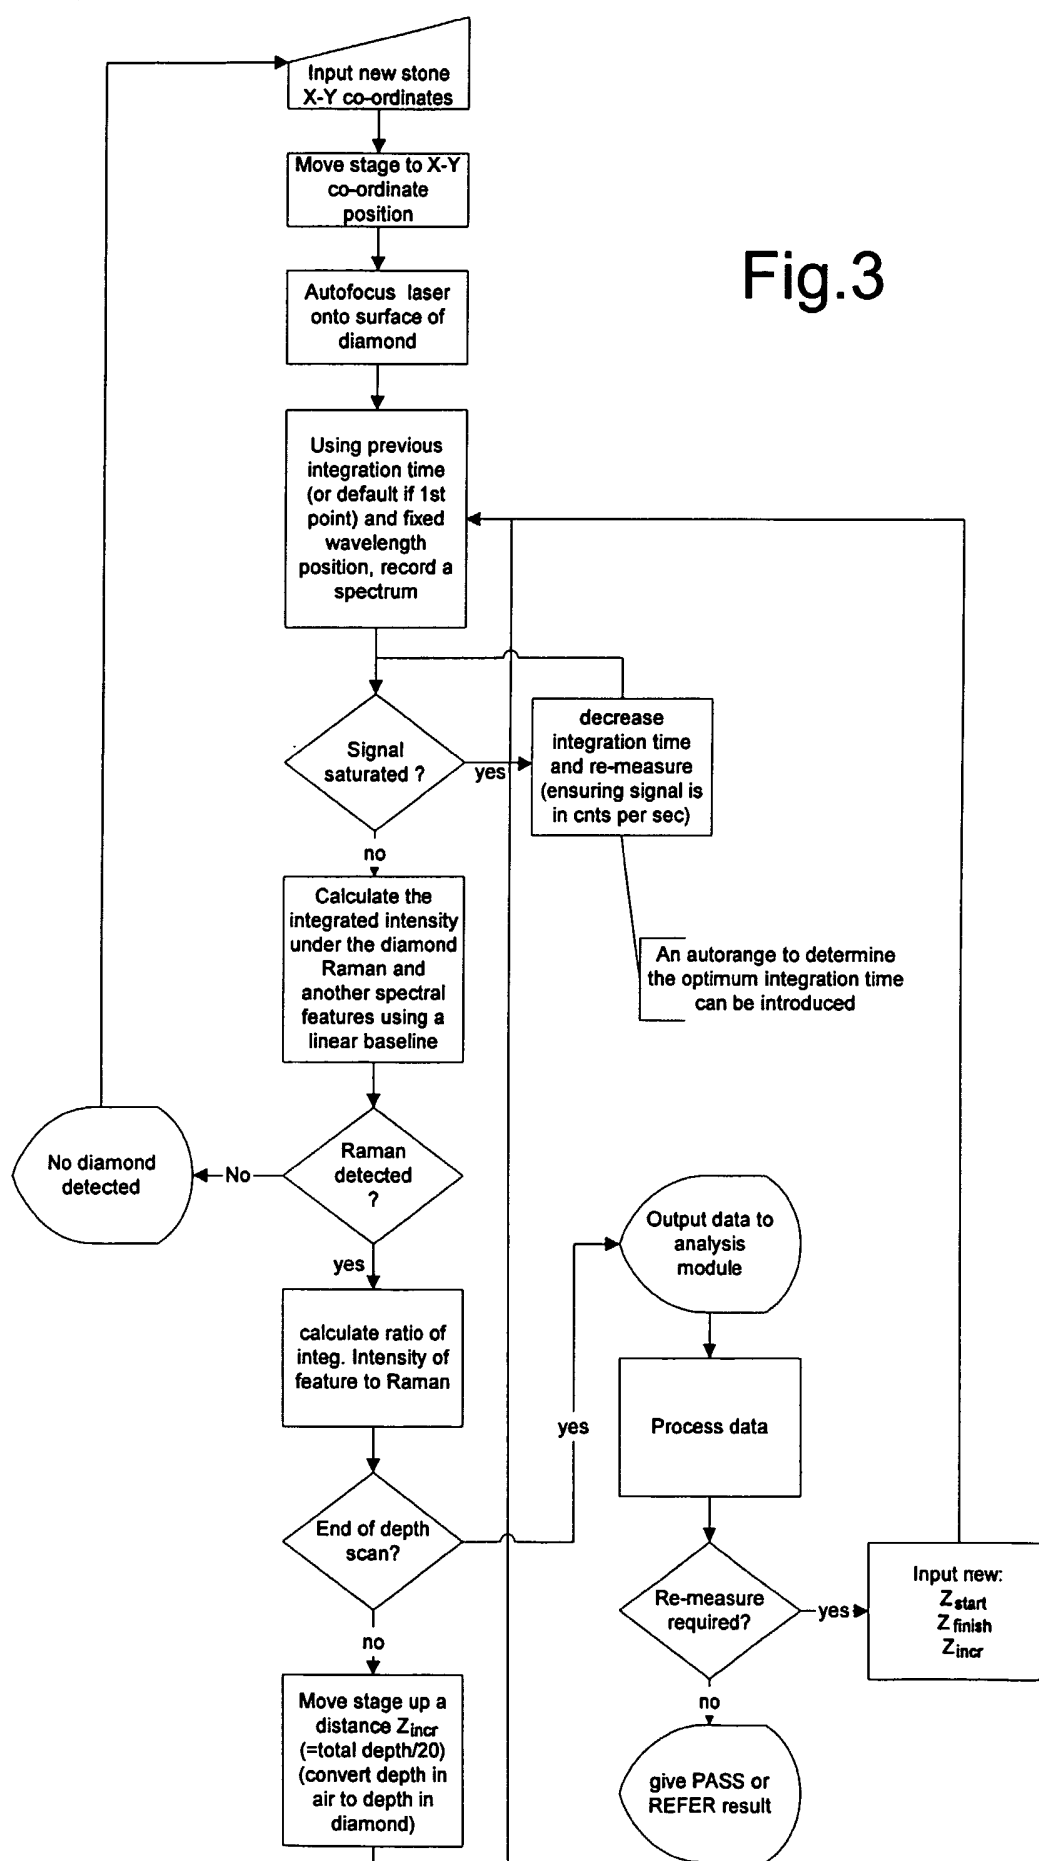 Input new stone
X-Y co-ordinates
Move stage to X-Y
co-ordinate
position
Fig.3
Autofocus laser
onto surface of
diamond
Using previous
integration time
(or default if 1st
point) and fixed
wavelength
position, record a
spectrum
Signal
saturated ?
yes
decrease
integration time
and re-measure
(ensuring signal is
in cnts per sec)
no
Calculate the
integrated intensity
under the diamond
Raman and
another spectral
features using a
linear baseline
An autorange to determine
the optimum integration time
can be introduced
Raman
detected
?
No
No diamond
detected
yes
calculate ratio of
integ. Intensity of
feature to Raman
End of depth
scan?
yes
Output data to
analysis
module
Process data
Re-measure
required?
yes
Input new:
Zstart
Zfinish
Zincr
no
Move stage up a
distance Zincr
(=total depth/20)
(convert depth in
air to depth in
diamond)
no
give PASS or
REFER result